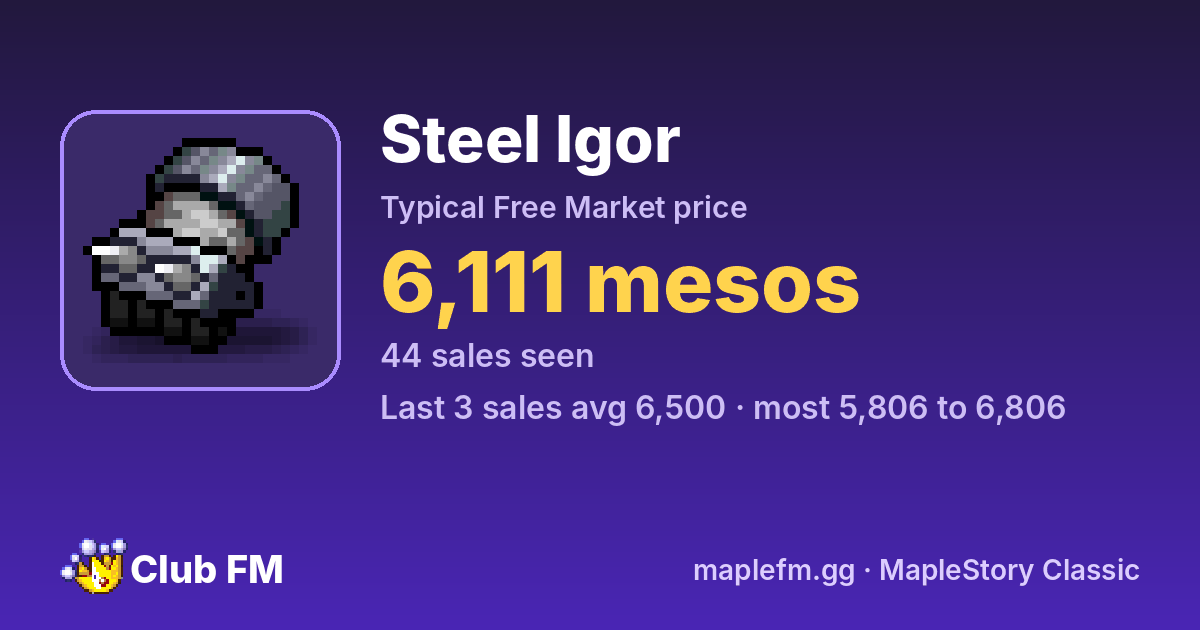 Steel Igor
Typical Free Market price
6,111 mesos
44 sales seen
Last 3 sales avg 6,500 · most 5,806 to 6,806
Club FM
maplefm.gg · MapleStory Classic